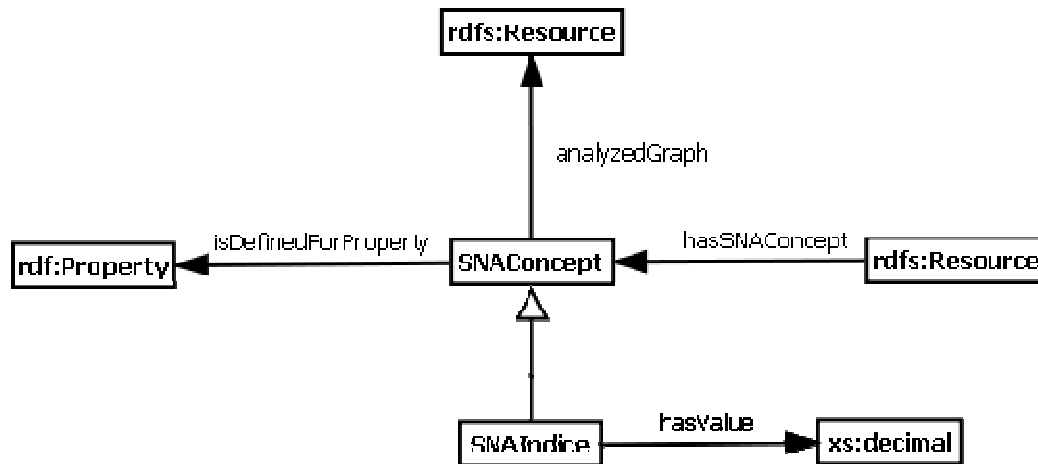 rdfs:Resource
analyzedGraph
isDefinedForProperty
hasSNAConcept
rdf:Property
SNAConcept
rdfs:Resource
hasValue
SNAIndice
xs:decimal